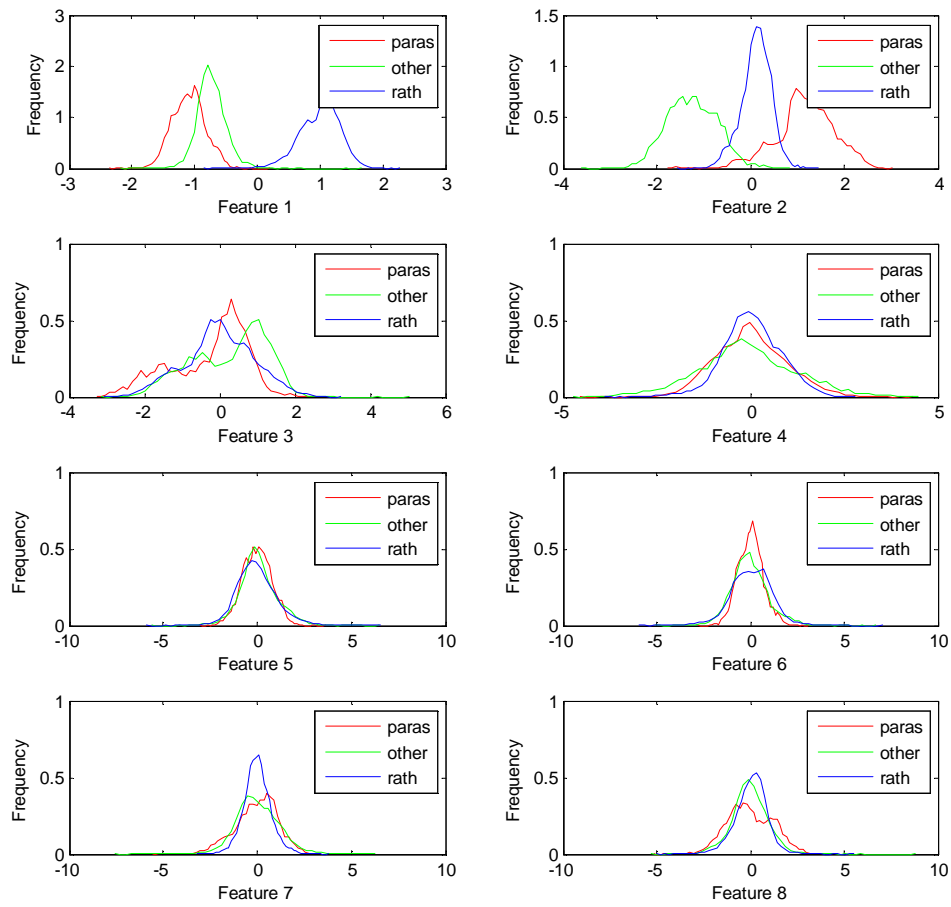 3
2
1
0
-3
-2
-1
0
1
2
3
Frequency
Feature 1
paras
other
rath
1.5
1
0.5
0
-4
-2
0
2
4
Frequency
Feature 2
paras
other
rath
1
0.5
0
-4
-2
0
2
4
6
Frequency
Feature 3
paras
other
rath
1
0.5
0
-5
0
5
Frequency
Feature 4
paras
other
rath
1
0.5
0
-10
-5
0
5
10
Frequency
Feature 5
paras
other
rath
1
0.5
0
-10
-5
0
5
10
Frequency
Feature 6
paras
other
rath
1
0.5
0
-10
-5
0
5
10
Frequency
Feature 7
paras
other
rath
1
0.5
0
-10
-5
0
5
10
Frequency
Feature 8
paras
other
rath